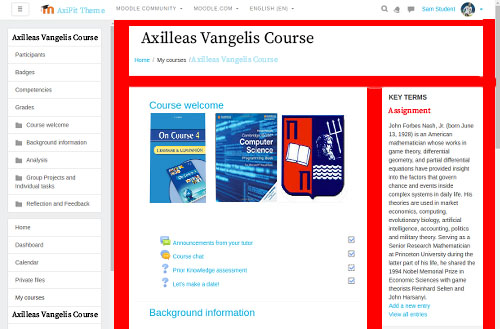 AxiPit Theme
MOODLE COMMUNITY
MOODLE.COM
ENGLISH (EN)
Sam Student
Axilleas Vangelis Course
Participants
Badges
Competencies
Grades
Course welcome
Background information
Analysis
Group Projects and
Individual tasks
Reflection and Feedback
Home
Dashboard
Calendar
Private files
My courses
Axilleas Vangelis Course
Axilleas Vangelis Course
Home / My courses / Axilleas Vangelis Course
Course welcome
On Course 4
Computer
Science
Announcements from your tutor
Course chat
Prior Knowledge assessment
Let's make a date!
Background information
KEY TERMS
Assignment
John Forbes Nash, Jr. (born June
13, 1928) is an American
mathematician whose works in
game theory, differential
geometry, and partial differential
equations have provided insight
into the factors that govern
chance and events inside
complex systems in daily life. His
theories are used in market
economics, computing,
evolutionary biology, artificial
intelligence, accounting, politics
and military theory. Serving as a
Senior Research Mathematician
at Princeton University during the
latter part of his life, he shared the
1994 Nobel Memorial Prize in
Economic Sciences with game
theorists Reinhard Selten and
John Harsanyi.
Add a new entry
View all entries